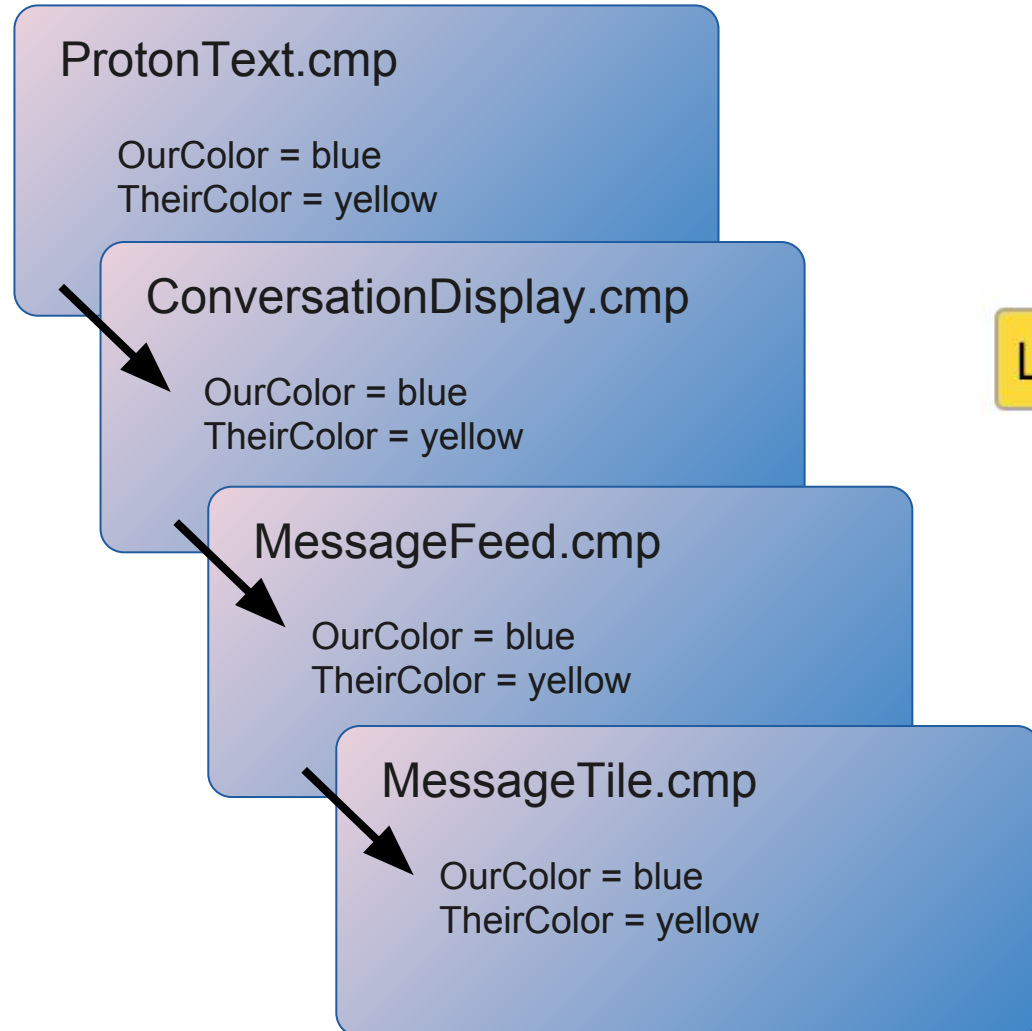 ProtonText.cmp
OurColor = blue
TheirColor = yellow
ConversationDisplay.cmp
OurColor = blue
TheirColor = yellow
L
MessageFeed.cmp
OurColor = blue
TheirColor = yellow
MessageTile.cmp
OurColor = blue
TheirColor = yellow